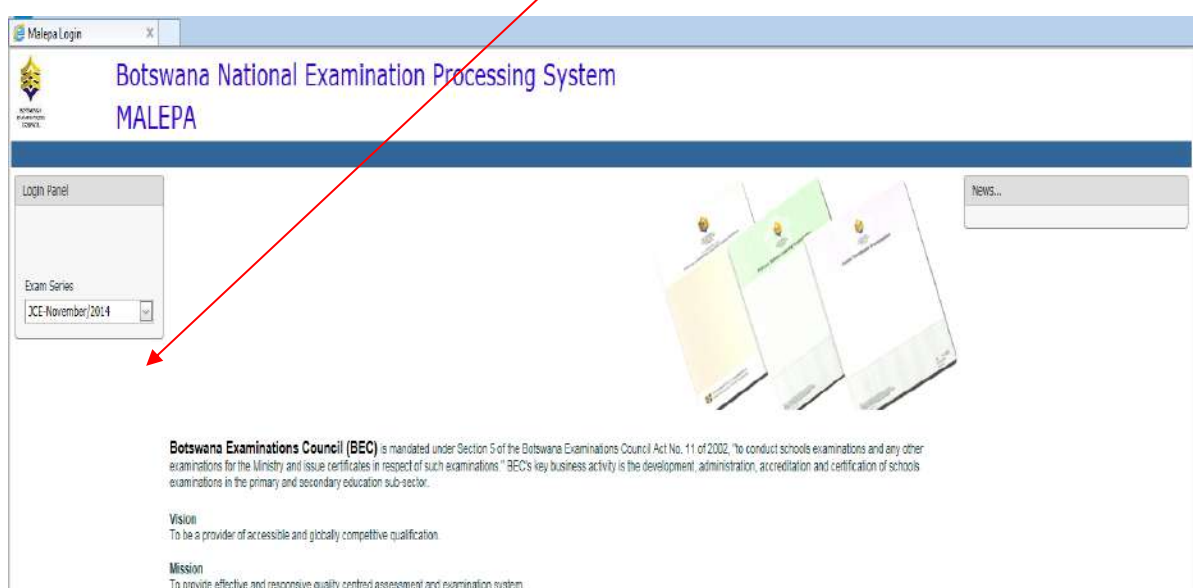 Malepa Login X
Botswana National Examination Processing System
MALEPA
BOTSWANA
EXAMINATIONS
COUNCIL
Login Panel
Exam Series
JCE-November/2014
News...
Botswana Examinations Council (BEC) is mandated under Section 5 of the Botswana Examinations Council Act No. 11 of 2002, "to conduct schools examinations and any other
examinations for the Ministry and issue certificates in respect of such examinations." BEC's key business activity is the development, administration, accreditation and certification of schools
examinations in the primary and secondary education sub-sector.
Vision
To be a provider of accessible and globally competitive qualification.
Mission
To provide effective and responsive quality centred assessment and examination system